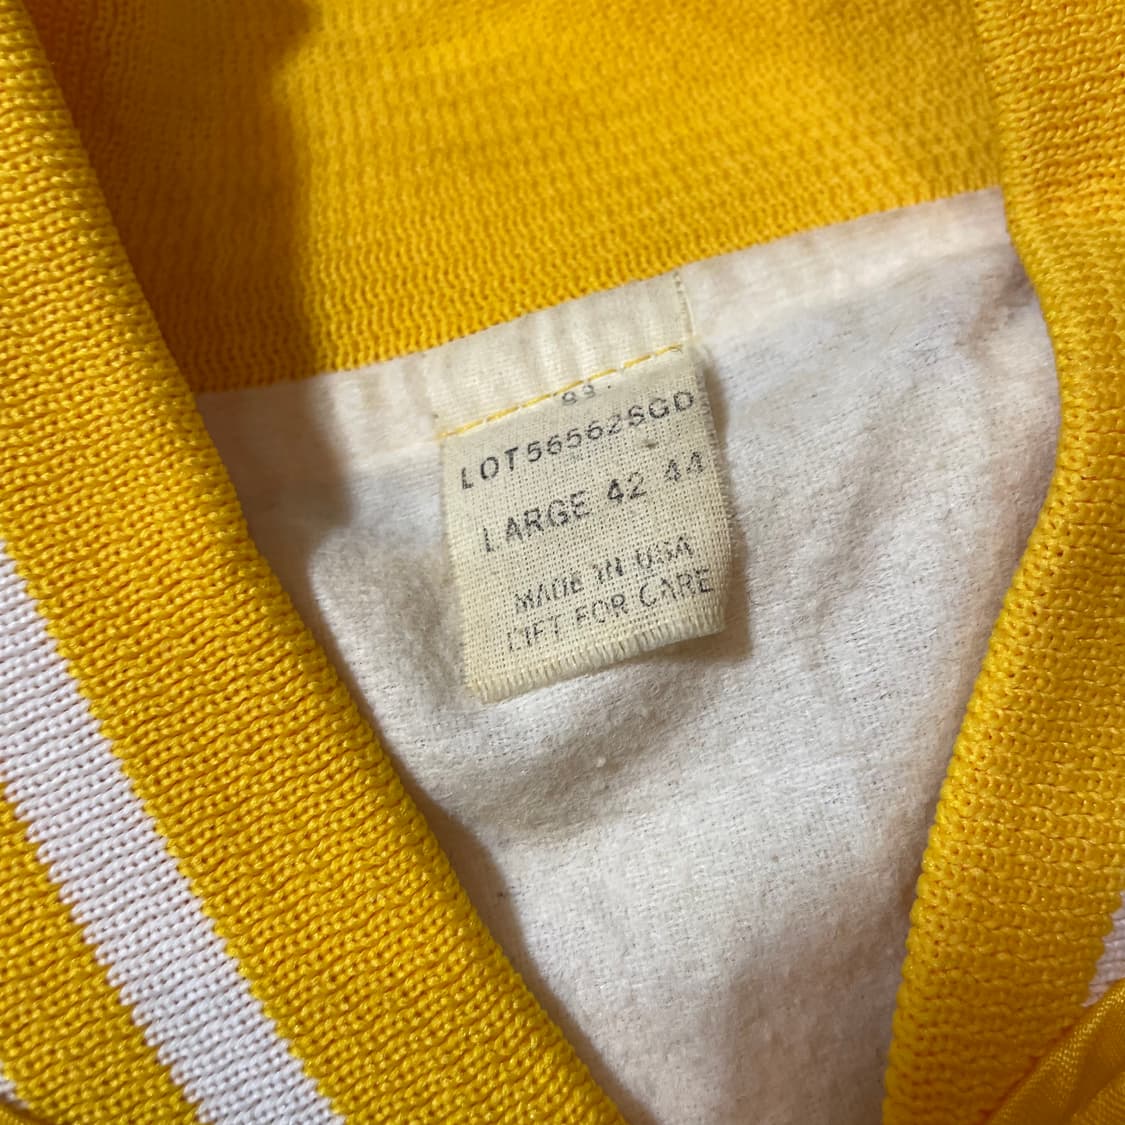 LOT56562SGD
LARGE 42 44
MADE IN USA
LIFT FOR CARE